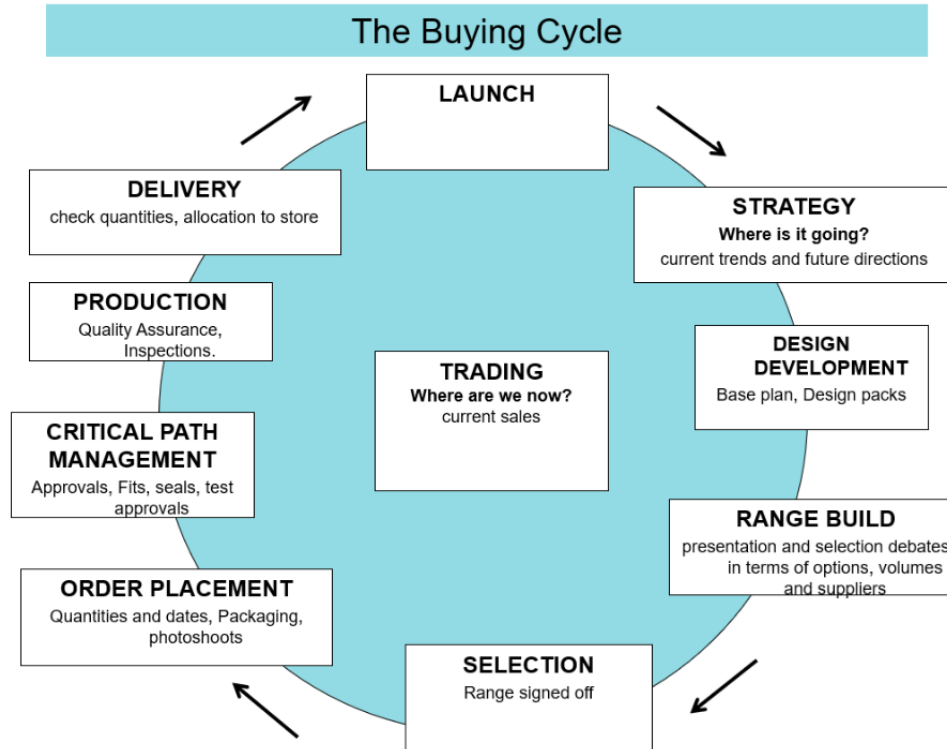 The Buying Cycle
LAUNCH
STRATEGY
Where is it going?
current trends and future directions
DESIGN
DEVELOPMENT
Base plan, Design packs
RANGE BUILD
presentation and selection debates
in terms of options, volumes
and suppliers
SELECTION
Range signed off
ORDER PLACEMENT
Quantities and dates, Packaging,
photoshoots
CRITICAL PATH
MANAGEMENT
Approvals, Fits, seals, test
approvals
PRODUCTION
Quality Assurance,
Inspections.
DELIVERY
check quantities, allocation to store
TRADING
Where are we now?
current sales